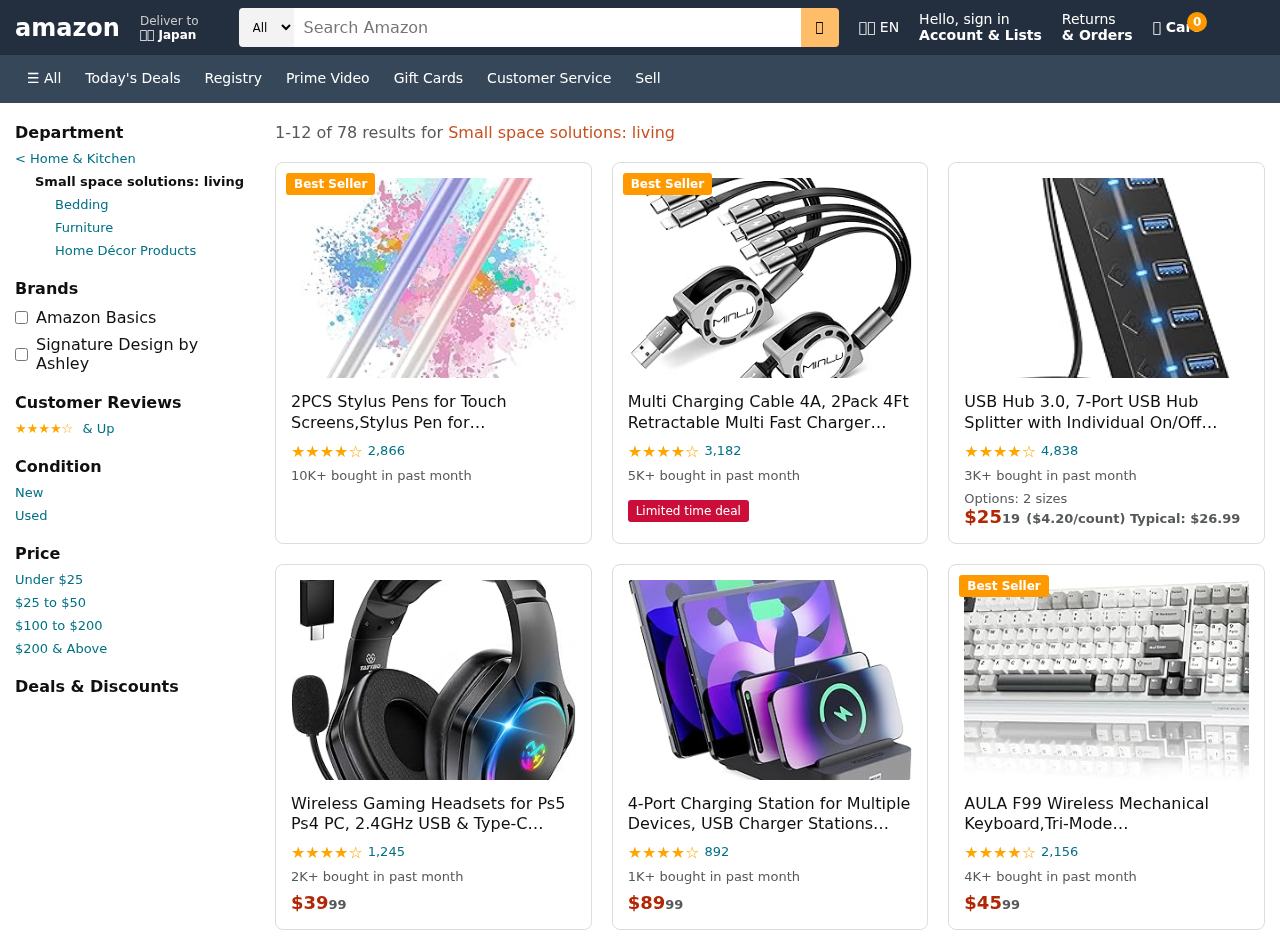 amazon
Deliver to
Japan
All
Search Amazon
EN
Hello, sign in
Account & Lists
Returns
& Orders
0
☰ All
Today's Deals
Registry
Prime Video
Gift Cards
Customer Service
Sell
Department
< Home & Kitchen
Small space solutions: living
Bedding
Furniture
Home Décor Products
Brands
Amazon Basics
Signature Design by
Ashley
Customer Reviews
★★★★☆ & Up
Condition
New
Used
Price
Under $25
$25 to $50
$100 to $200
$200 & Above
Deals & Discounts
1-12 of 78 results for Small space solutions: living
Best Seller
2PCS Stylus Pens for Touch
Screens,Stylus Pen for…
★★★★☆ 2,866
10K+ bought in past month
Best Seller
MINLU
MINLU
Multi Charging Cable 4A, 2Pack 4Ft
Retractable Multi Fast Charger…
★★★★☆ 3,182
5K+ bought in past month
Limited time deal
USB Hub 3.0, 7-Port USB Hub
Splitter with Individual On/Off…
★★★★☆ 4,838
3K+ bought in past month
Options: 2 sizes
$25 19 ($4.20/count) Typical: $26.99
Wireless Gaming Headsets for Ps5
Ps4 PC, 2.4GHz USB & Type-C…
★★★★☆ 1,245
2K+ bought in past month
$39 99
4-Port Charging Station for Multiple
Devices, USB Charger Stations…
★★★★☆ 892
1K+ bought in past month
$89 99
Best Seller
AULA F99 Wireless Mechanical
Keyboard,Tri-Mode…
★★★★☆ 2,156
4K+ bought in past month
$45 99